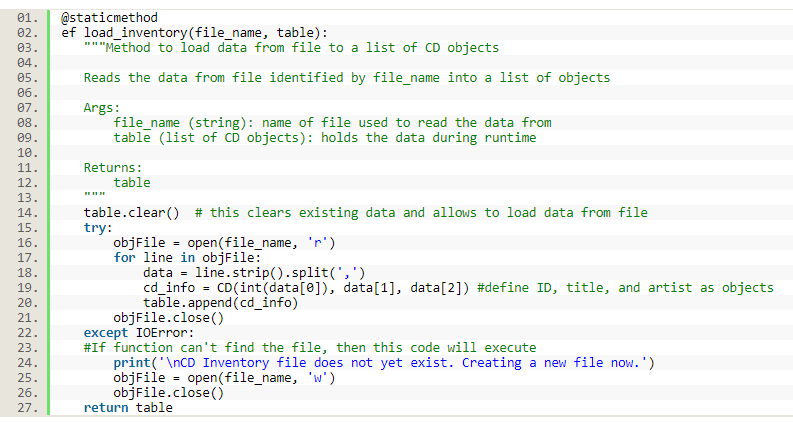 01. @staticmethod
02. ef load_inventory(file_name, table):
03.     """Method to load data from file to a list of CD objects
04.
05.     Reads the data from file identified by file_name into a list of objects
06.
07.     Args:
08.         file_name (string): name of file used to read the data from
09.         table (list of CD objects): holds the data during runtime
10.
11.     Returns:
12.         table
13.     """
14.     table.clear()  # this clears existing data and allows to load data from file
15.     try:
16.         objFile = open(file_name, 'r')
17.         for line in objFile:
18.             data = line.strip().split(',')
19.             cd_info = CD(int(data[0]), data[1], data[2]) #define ID, title, and artist as objects
20.             table.append(cd_info)
21.         objFile.close()
22.     except IOError:
23.     #If function can't find the file, then this code will execute
24.         print('\nCD Inventory file does not yet exist. Creating a new file now.')
25.         objFile = open(file_name, 'w')
26.         objFile.close()
27.     return table